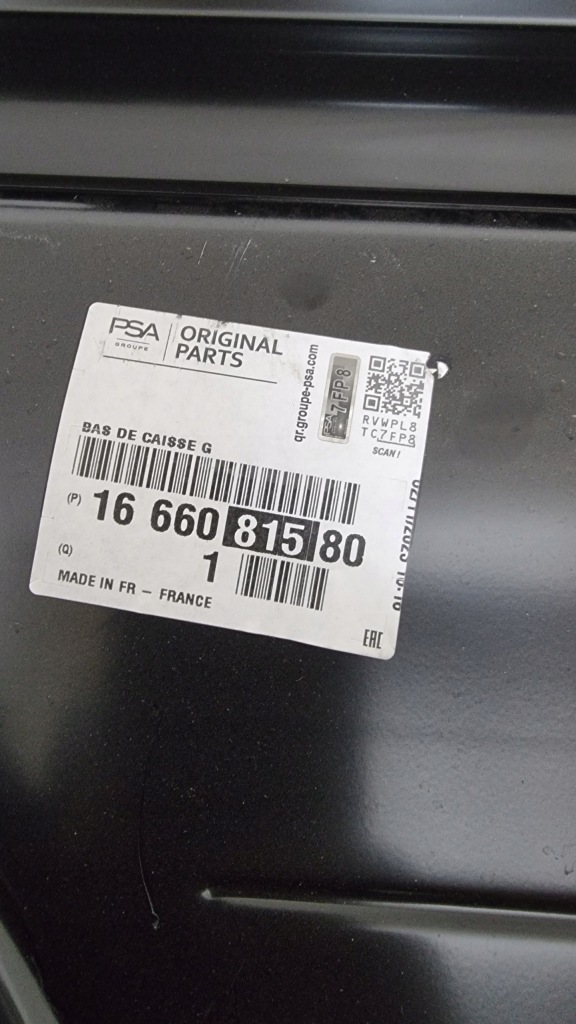 PSA
GROUPE
ORIGINAL
PARTS
qr.groupe-psa.com
PSA 7FP8
RVWPL8
TC7FP8
SCAN!
BAS DE CAISSE G
(P) 16 660 815 80
(Q) 1
MADE IN FR – FRANCE
EAC